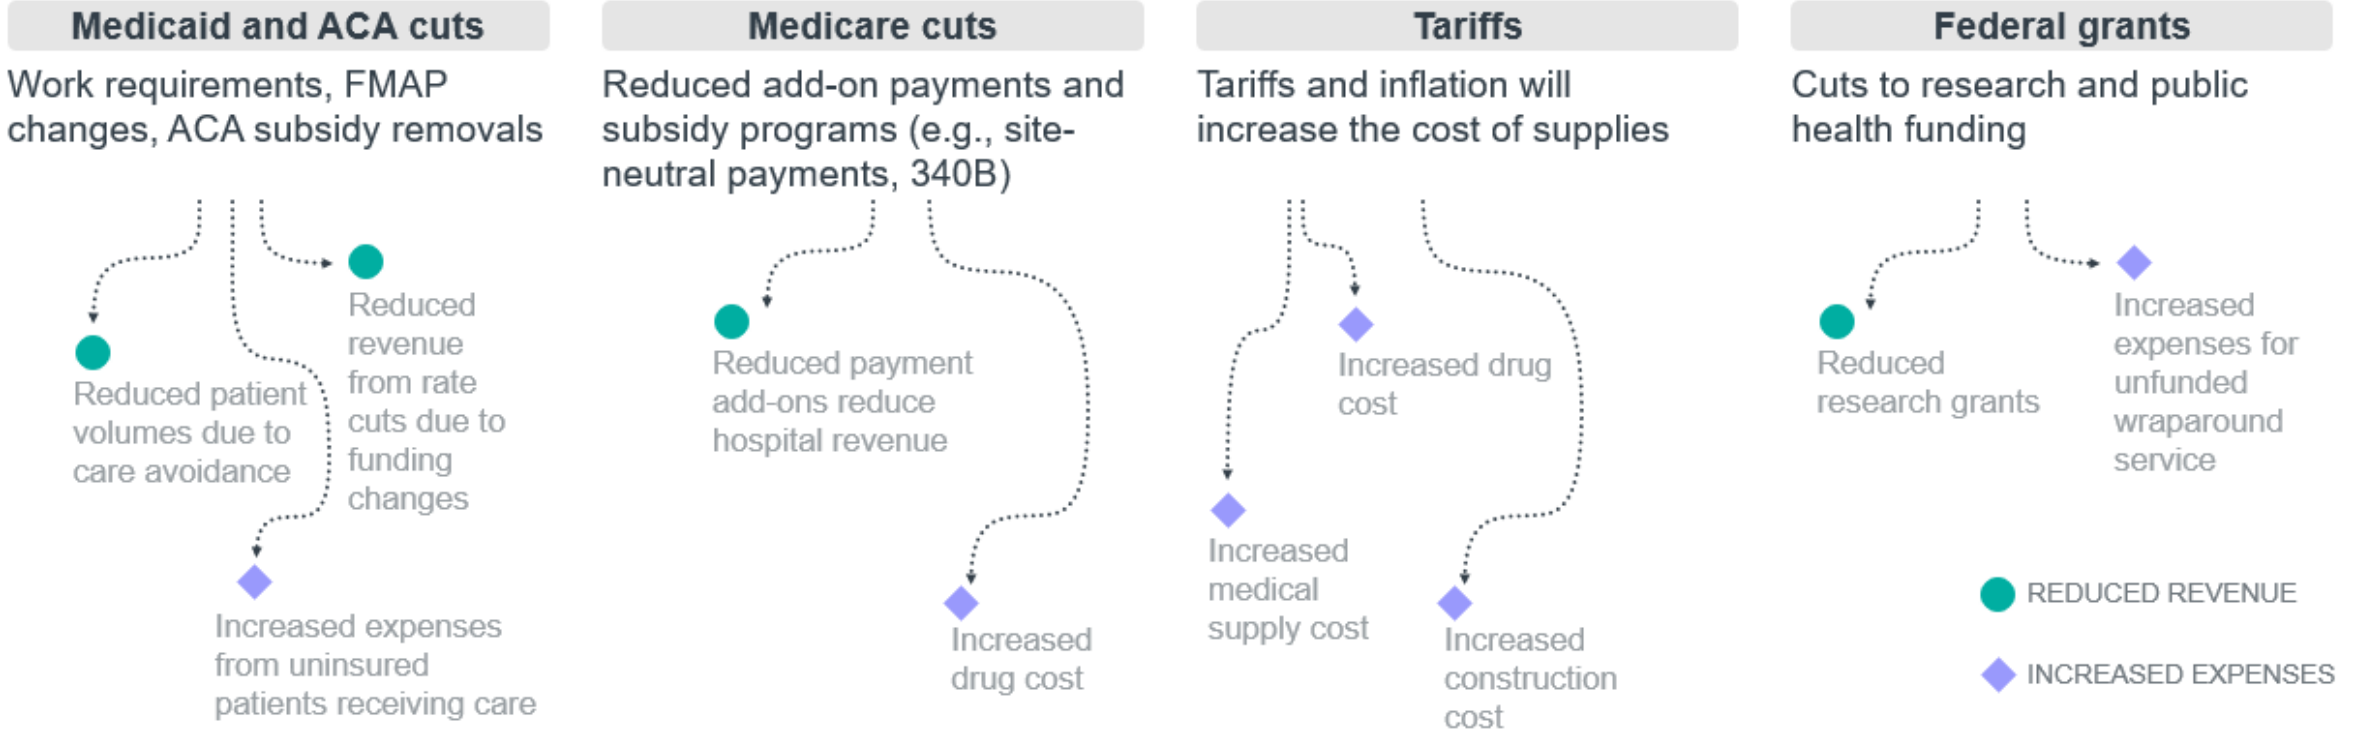 Medicaid and ACA cuts
Work requirements, FMAP
changes, ACA subsidy removals
Reduced patient
volumes due to
care avoidance
Reduced
revenue
from rate
cuts due to
funding
changes
Increased expenses
from uninsured
patients receiving care
Medicare cuts
Reduced add-on payments and
subsidy programs (e.g., site-
neutral payments, 340B)
Reduced payment
add-ons reduce
hospital revenue
Increased
drug cost
Tariffs
Tariffs and inflation will
increase the cost of supplies
Increased drug
cost
Increased
medical
supply cost
Increased
construction
cost
Federal grants
Cuts to research and public
health funding
Reduced
research grants
Increased
expenses for
unfunded
wraparound
service
REDUCED REVENUE
INCREASED EXPENSES